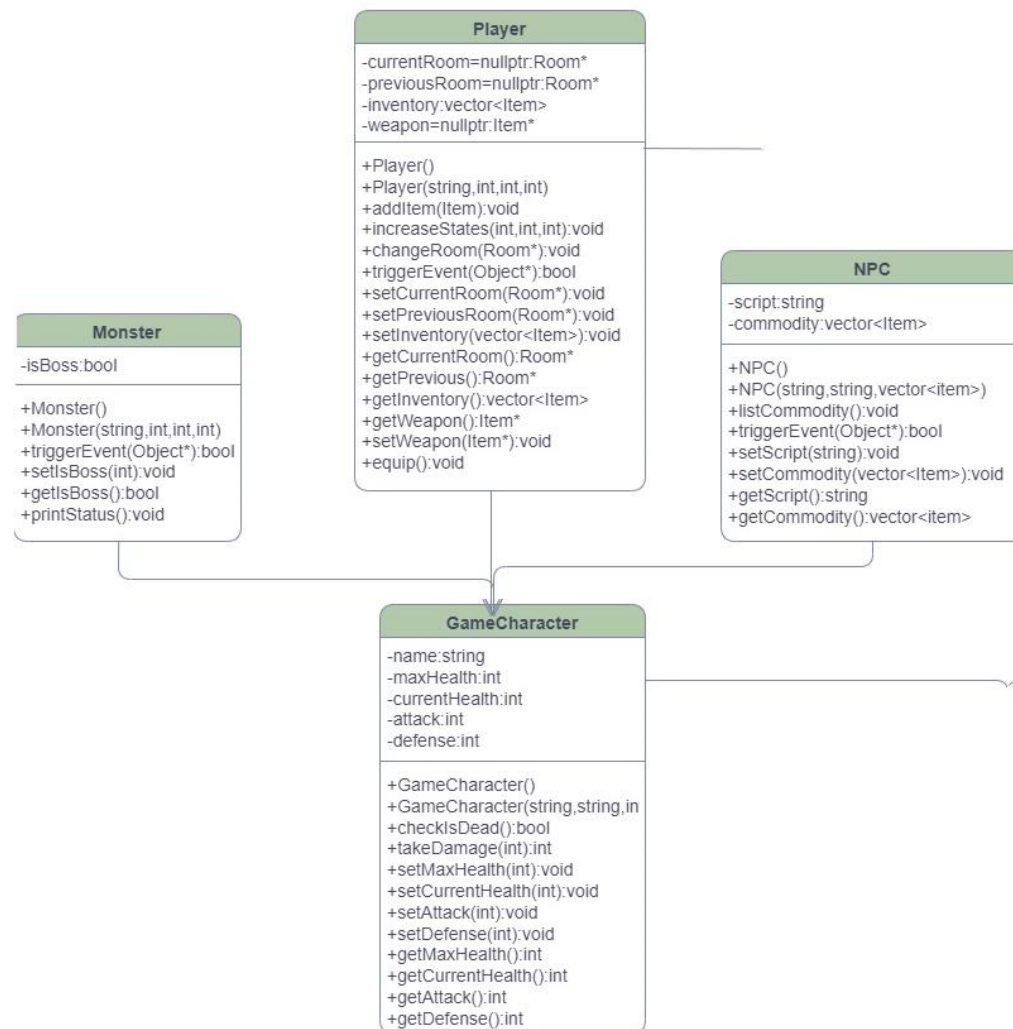 Player
-currentRoom=nullptr:Room*
-previousRoom=nullptr:Room*
-inventory:vector<Item>
-weapon=nullptr:Item*
+Player()
+Player(string,int,int,int)
+addItem(Item):void
+increaseStates(int,int,int):void
+changeRoom(Room*):void
+triggerEvent(Object*):bool
+setCurrentRoom(Room*):void
+setPreviousRoom(Room*):void
+setInventory(vector<Item>):void
+getCurrentRoom():Room*
+getPrevious():Room*
+getInventory():vector<Item>
+getWeapon():Item*
+setWeapon(Item*):void
+equip():void
NPC
-script:string
-commodity:vector<Item>
+NPC()
+NPC(string,string,vector<item>)
+listCommodity():void
+triggerEvent(Object*):bool
+setScript(string):void
+setCommodity(vector<Item>):void
+getScript():string
+getCommodity():vector<item>
Monster
-isBoss:bool
+Monster()
+Monster(string,int,int,int)
+triggerEvent(Object*):bool
+setIsBoss(int):void
+getIsBoss():bool
+printStatus():void
GameCharacter
-name:string
-maxHealth:int
-currentHealth:int
-attack:int
-defense:int
+GameCharacter()
+GameCharacter(string,string,in
+checkIsDead():bool
+takeDamage(int):int
+setMaxHealth(int):void
+setCurrentHealth(int):void
+setAttack(int):void
+setDefense(int):void
+getMaxHealth():int
+getCurrentHealth():int
+getAttack():int
+getDefense():int